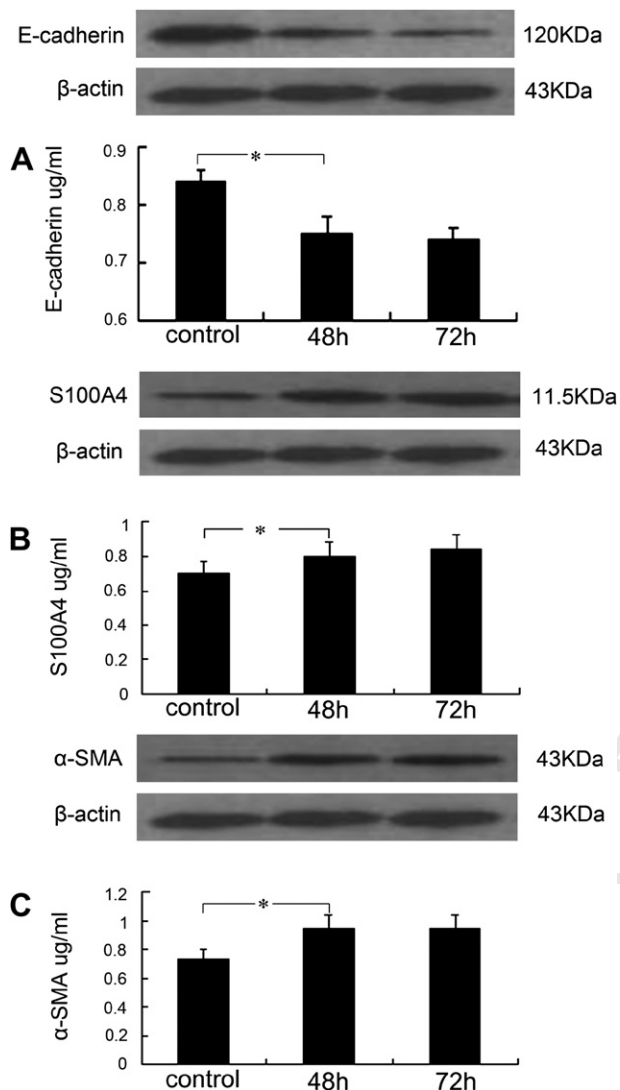 E-cadherin 120KDa
β-actin 43KDa
A
E-cadherin ug/ml
0.9
0.8
0.7
0.6
*
control 48h 72h
S100A4 11.5KDa
β-actin 43KDa
B
S100A4 ug/ml
1
0.8
0.6
0.4
0.2
0
*
control 48h 72h
α-SMA 43KDa
β-actin 43KDa
C
α-SMA ug/ml
1.2
1
0.8
0.6
0.4
0.2
0
*
control 48h 72h